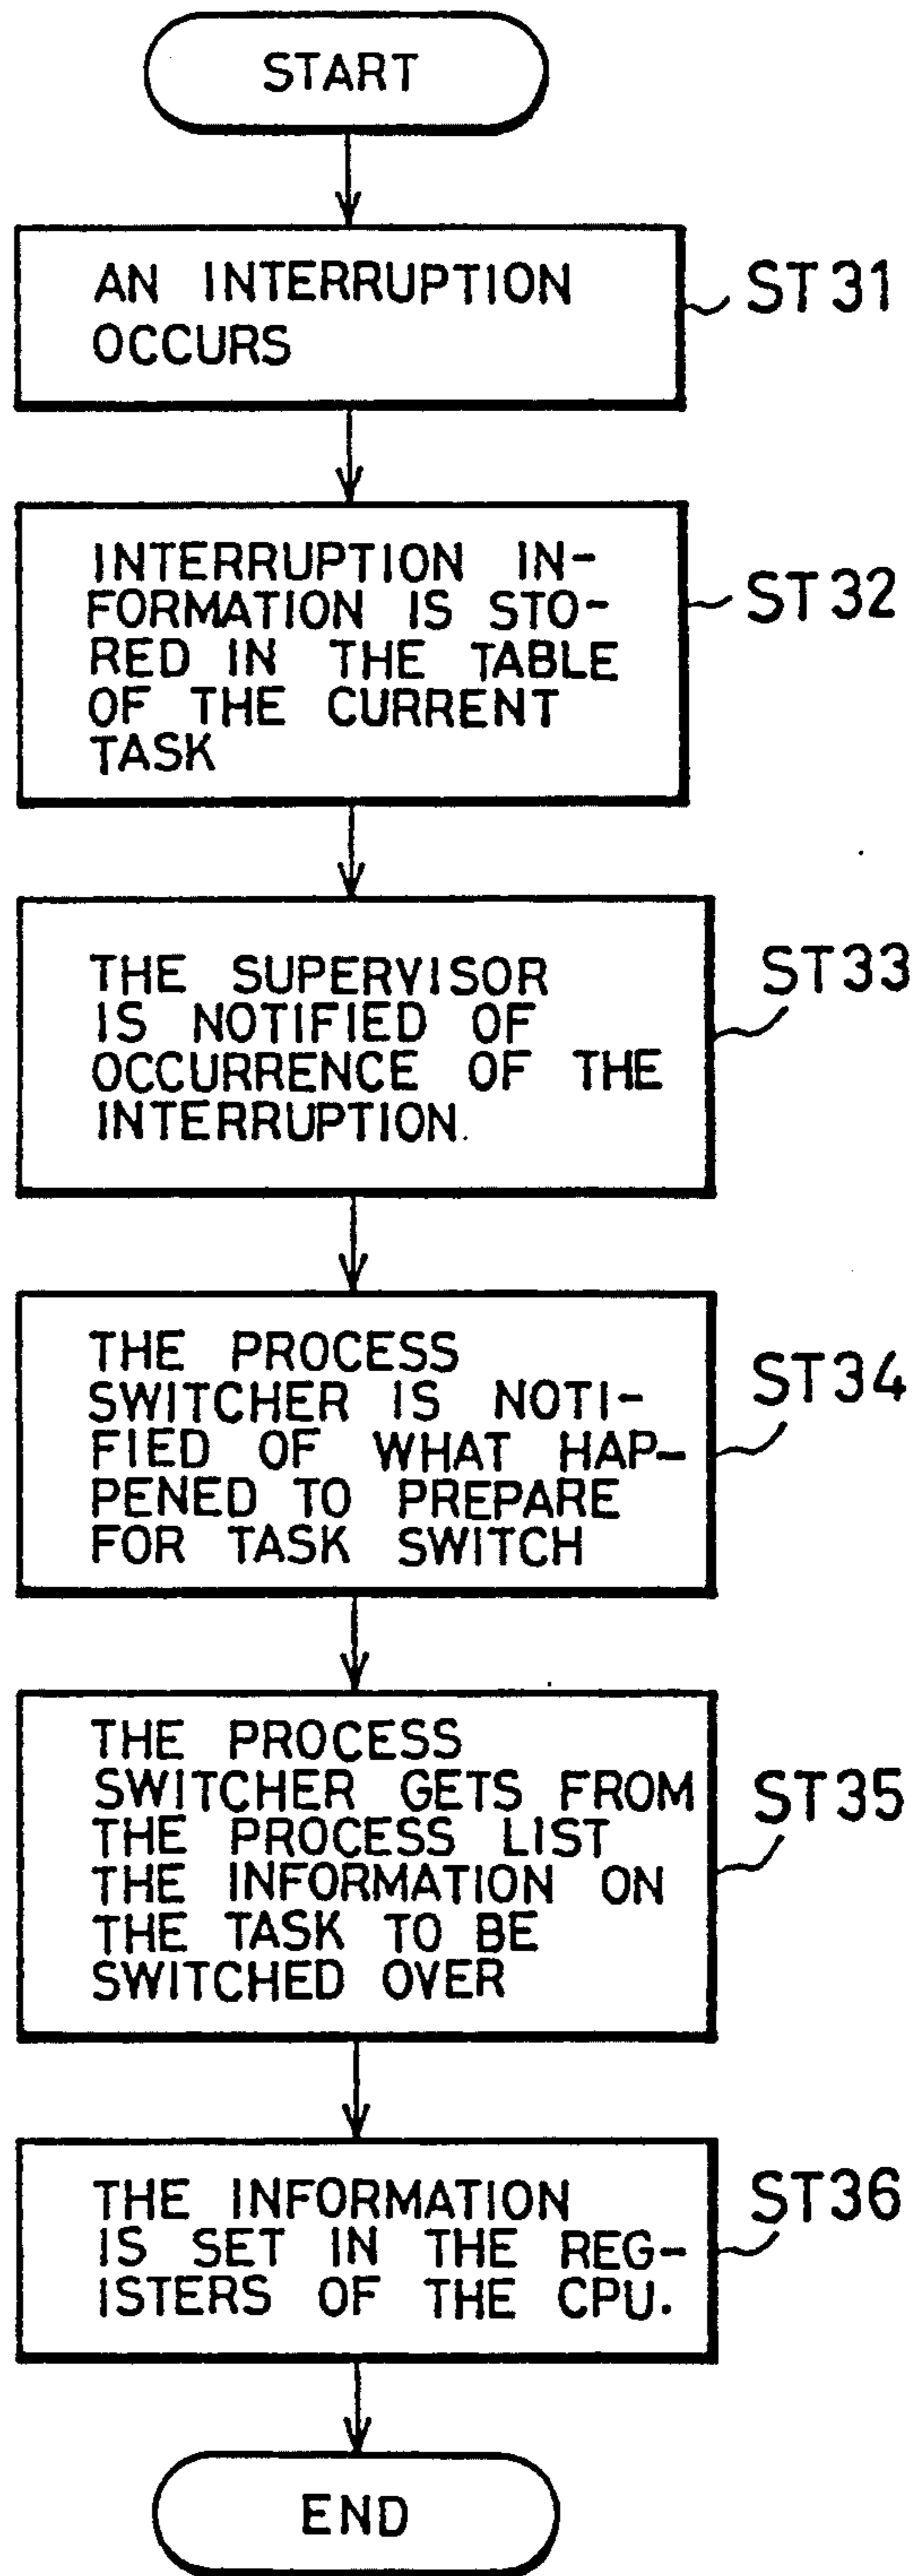 START
AN INTERRUPTION
OCCURS
ST31
INTERRUPTION IN-
FORMATION IS STO-
RED IN THE TABLE
OF THE CURRENT
TASK
ST32
THE SUPERVISOR
IS NOTIFIED OF
OCCURRENCE OF THE
INTERRUPTION.
ST33
THE PROCESS
SWITCHER IS NOTI-
FIED OF WHAT HAP-
PENED TO PREPARE
FOR TASK SWITCH
ST34
THE PROCESS
SWITCHER GETS FROM
THE PROCESS LIST
THE INFORMATION ON
THE TASK TO BE
SWITCHED OVER
ST35
THE INFORMATION
IS SET IN THE REG-
ISTERS OF THE CPU.
ST36
END